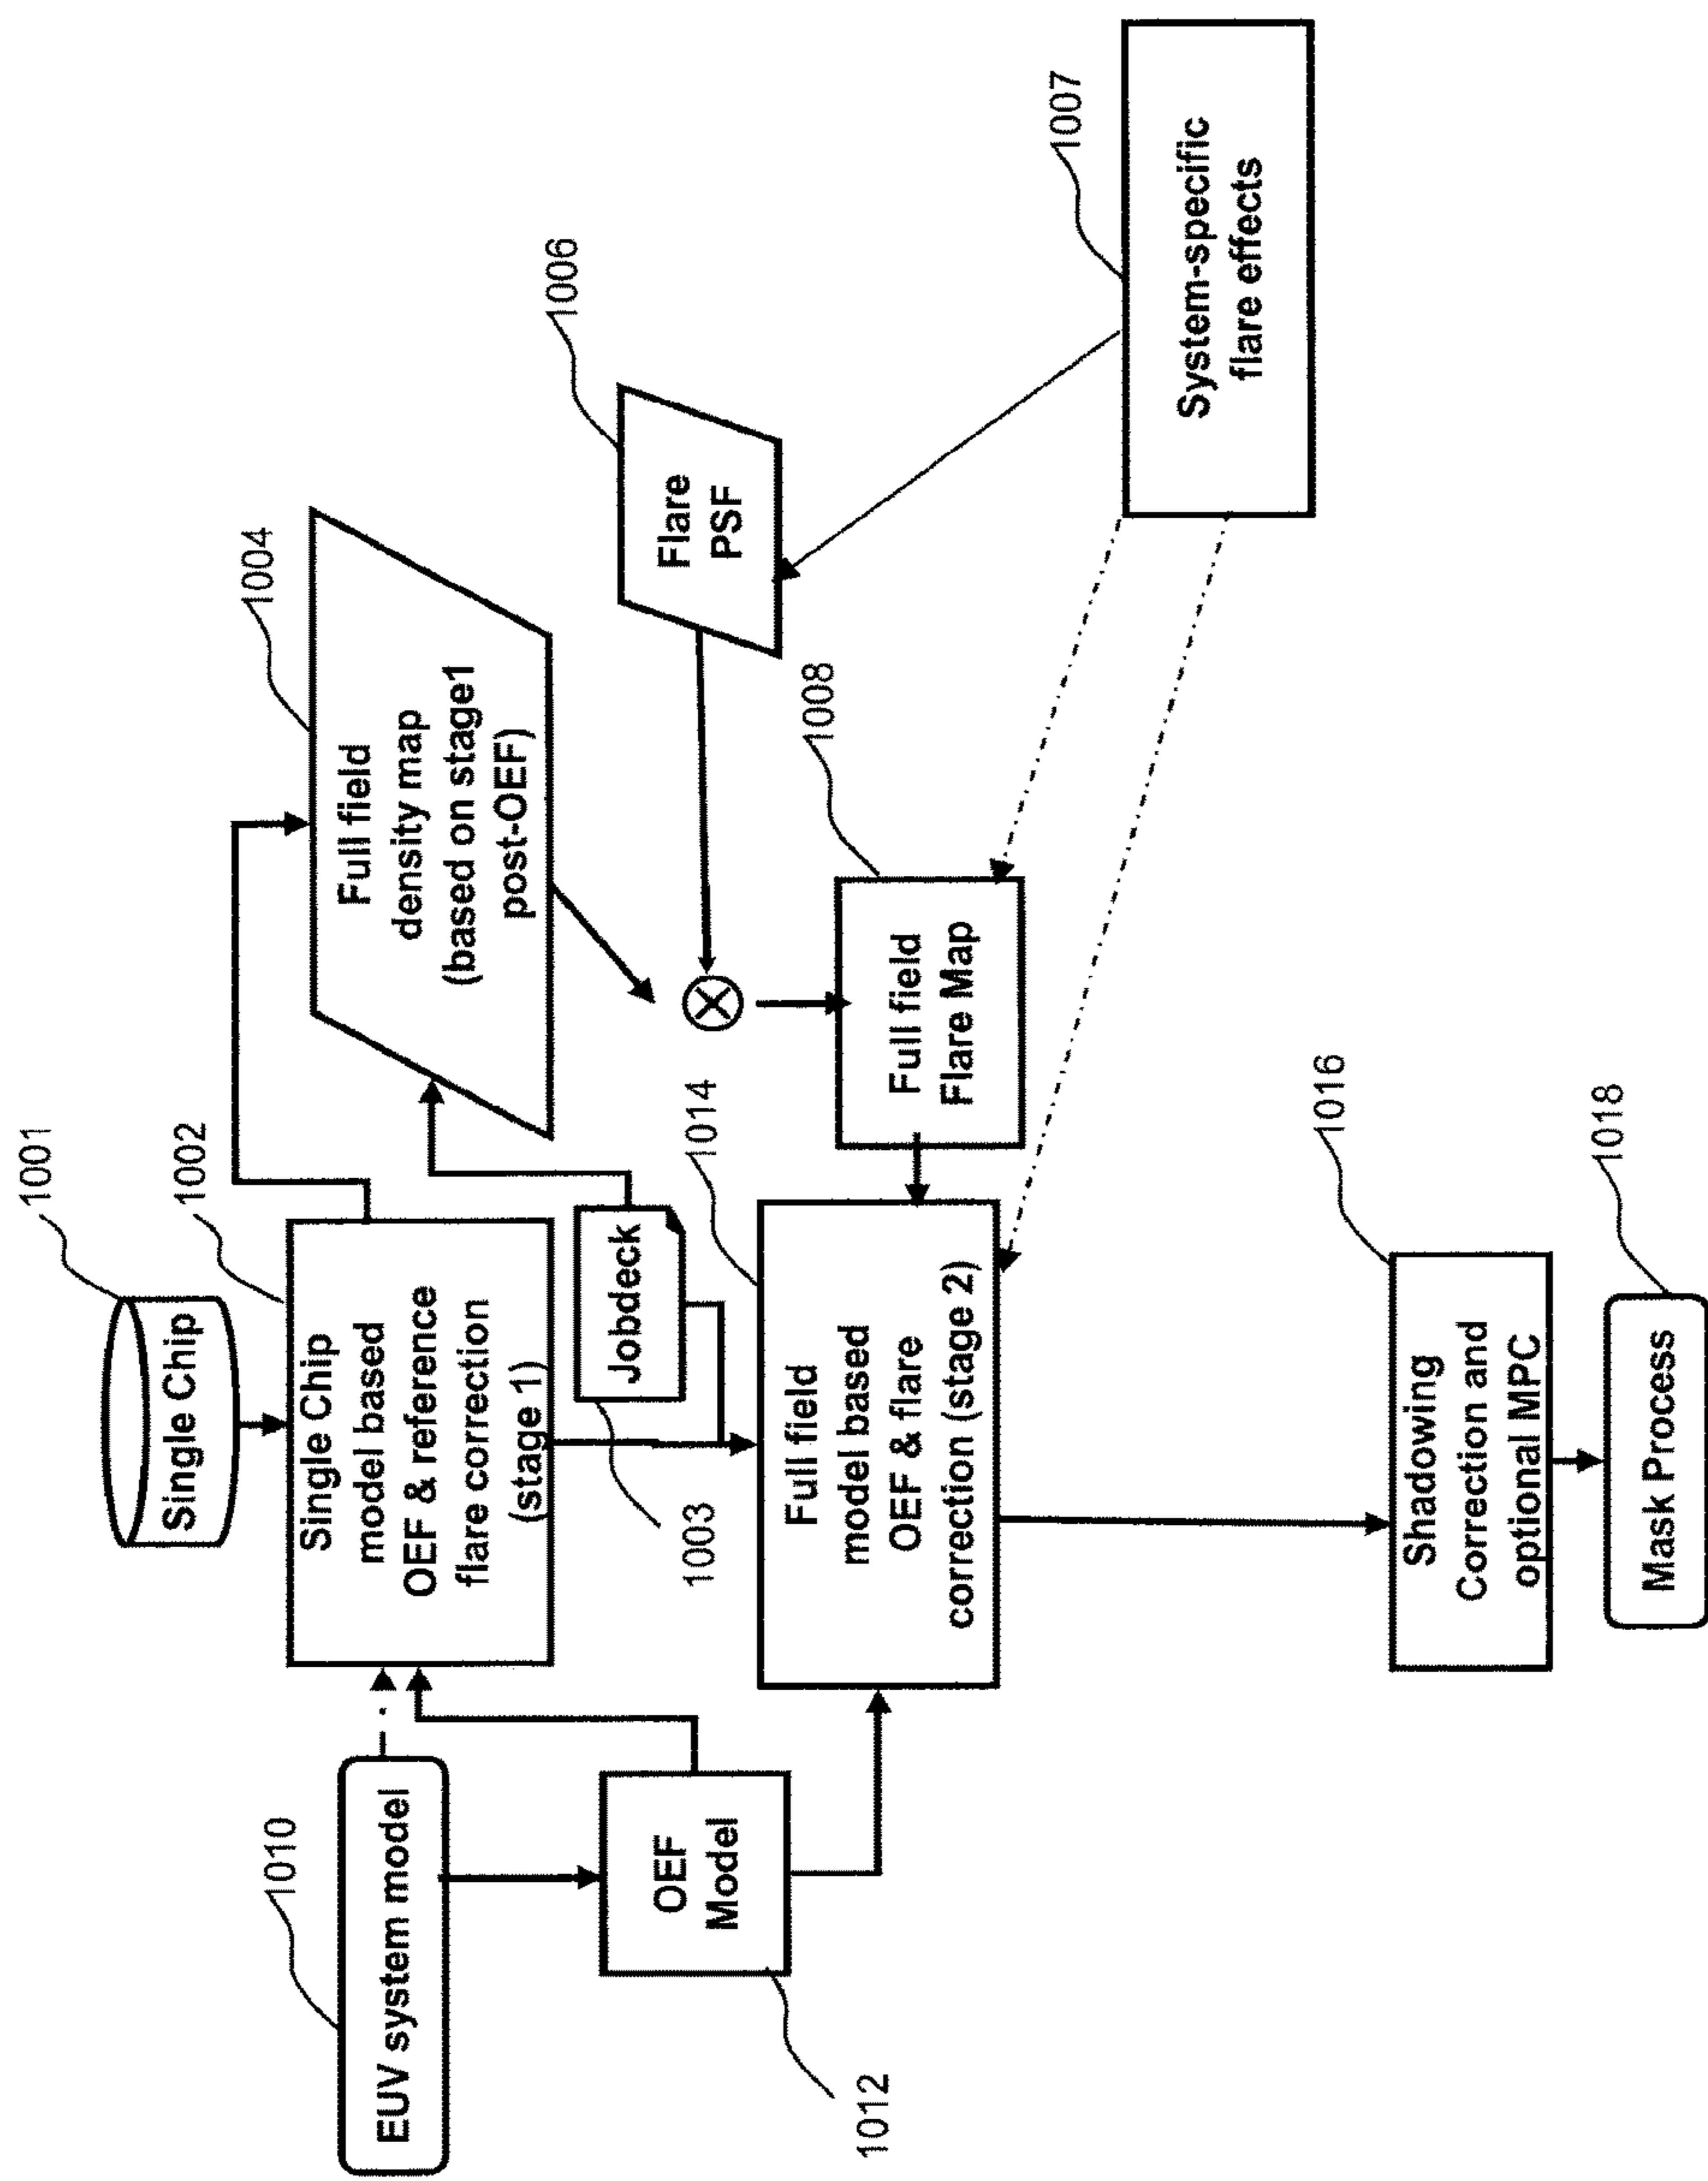 1001
Single Chip
1002
Single Chip
model based
OEF & reference
flare correction
(stage 1)
1010
EUV system model
1004
Full field
density map
(based on stage1
post-OEF)
1003
Jobdeck
1012
OEF
Model
1006
Flare
PSF
1014
Full field
model based
OEF & flare
correction (stage 2)
1008
Full field
Flare Map
1007
System-specific
flare effects
1016
Shadowing
Correction and
optional MPC
1018
Mask Process